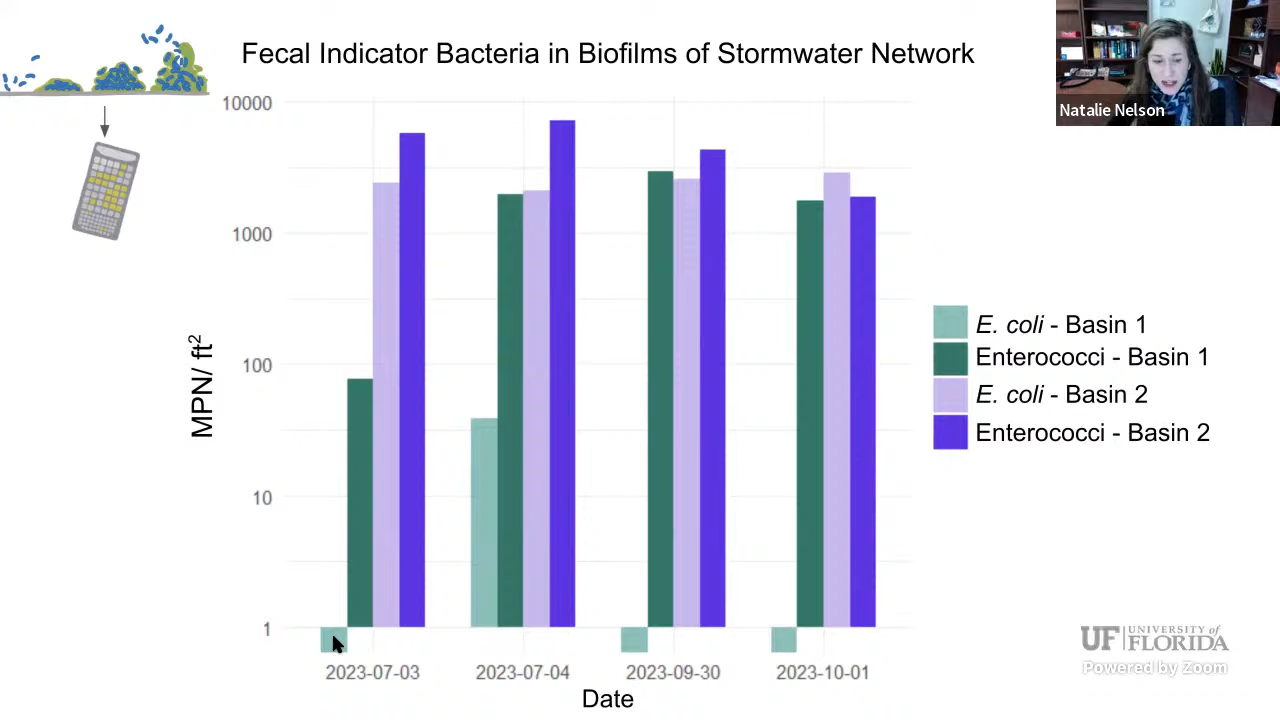 Fecal Indicator Bacteria in Biofilms of Stormwater Network
Natalie Nelson
10000
1000
100
10
1
MPN/ ft²
2023-07-03
2023-07-04
2023-09-30
2023-10-01
Date
E. coli - Basin 1
Enterococci - Basin 1
E. coli - Basin 2
Enterococci - Basin 2
UF UNIVERSITY of
FLORIDA
Powered by Zoom